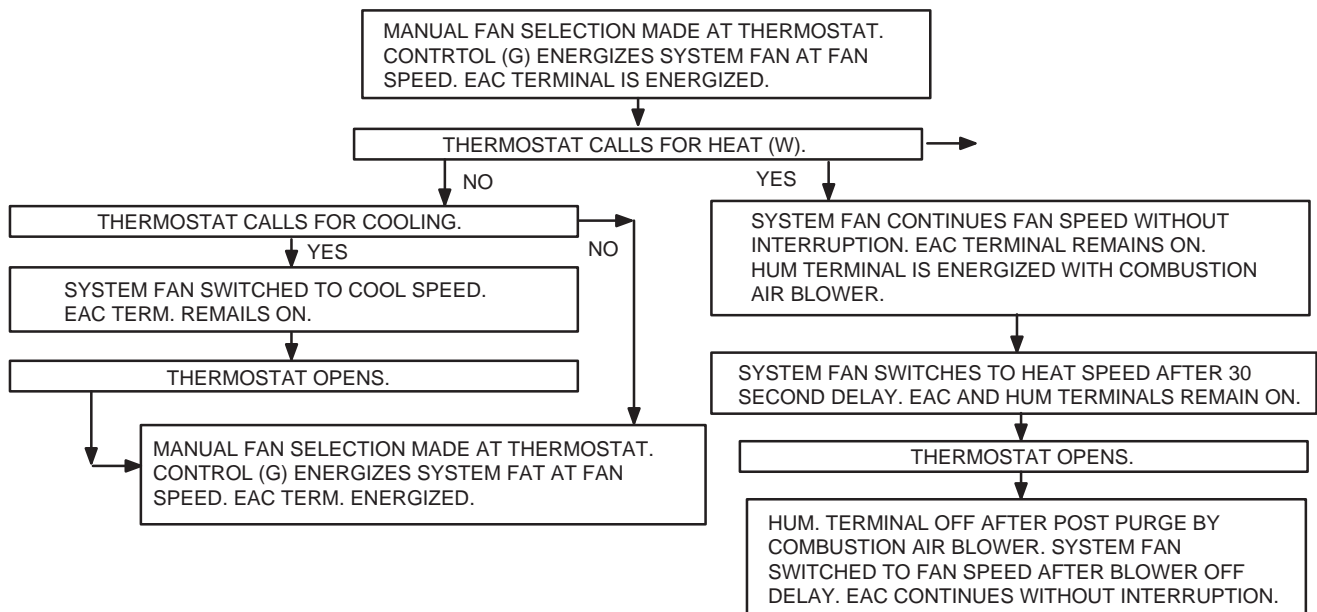 MANUAL FAN SELECTION MADE AT THERMOSTAT.
CONTRTOL (G) ENERGIZES SYSTEM FAN AT FAN
SPEED. EAC TERMINAL IS ENERGIZED.
THERMOSTAT CALLS FOR HEAT (W).
NO
YES
THERMOSTAT CALLS FOR COOLING.
YES
NO
SYSTEM FAN SWITCHED TO COOL SPEED.
EAC TERM. REMAILS ON.
THERMOSTAT OPENS.
MANUAL FAN SELECTION MADE AT THERMOSTAT.
CONTROL (G) ENERGIZES SYSTEM FAT AT FAN
SPEED. EAC TERM. ENERGIZED.
SYSTEM FAN CONTINUES FAN SPEED WITHOUT
INTERRUPTION. EAC TERMINAL REMAINS ON.
HUM TERMINAL IS ENERGIZED WITH COMBUSTION
AIR BLOWER.
SYSTEM FAN SWITCHES TO HEAT SPEED AFTER 30
SECOND DELAY. EAC AND HUM TERMINALS REMAIN ON.
THERMOSTAT OPENS.
HUM. TERMINAL OFF AFTER POST PURGE BY
COMBUSTION AIR BLOWER. SYSTEM FAN
SWITCHED TO FAN SPEED AFTER BLOWER OFF
DELAY. EAC CONTINUES WITHOUT INTERRUPTION.